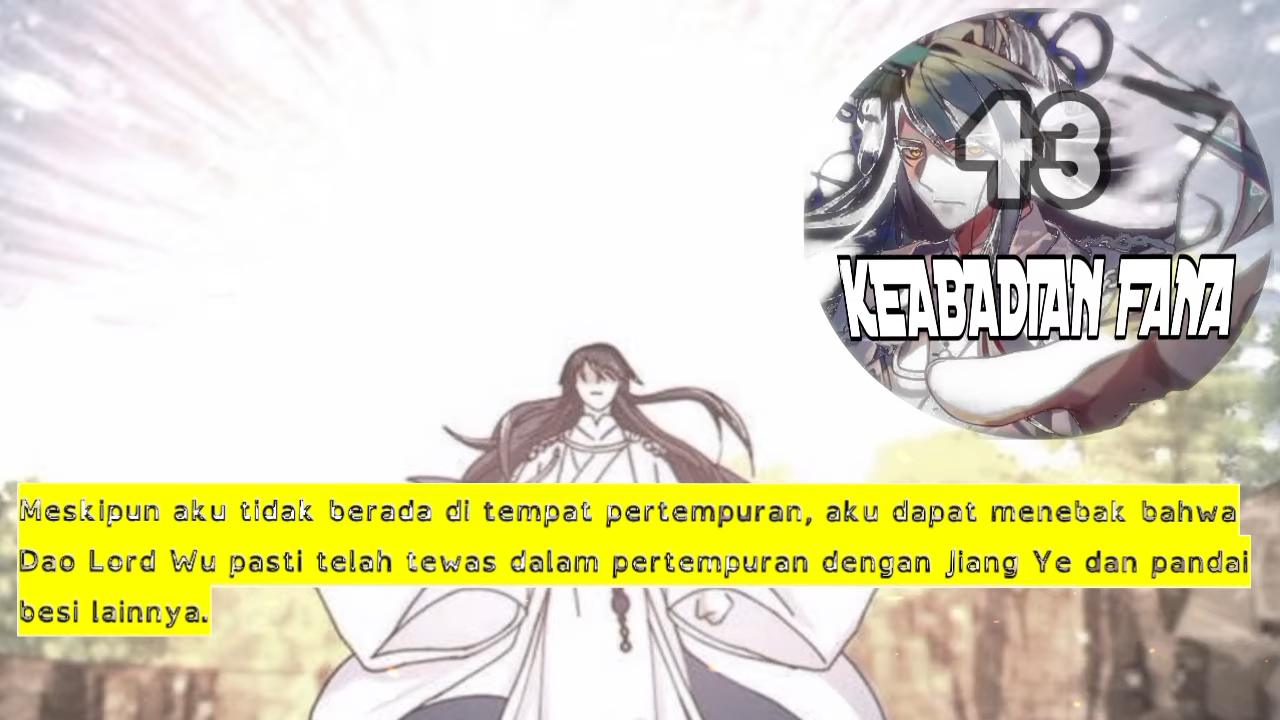 43
KEABADIAN FANA
Meskipun aku tidak berada di tempat pertempuran, aku dapat menebak bahwa
Dao Lord Wu pasti telah tewas dalam pertempuran dengan Jiang Ye dan pandai
besi lainnya.